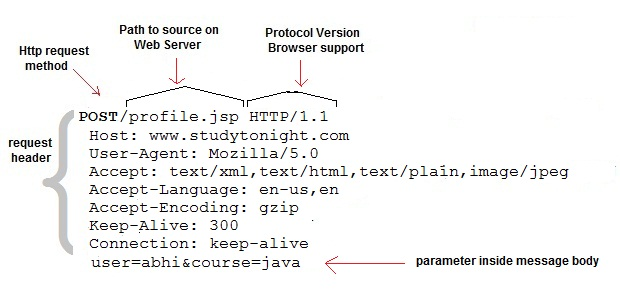 Path to source on
Web Server
Protocol Version
Browser support
Http request
method
POST/profile.jsp HTTP/1.1
request
header
Host: www.studytonight.com
User-Agent: Mozilla/5.0
Accept: text/xml,text/html,text/plain,image/jpeg
Accept-Language: en-us,en
Accept-Encoding: gzip
Keep-Alive: 300
Connection: keep-alive
user=abhi&course=java
parameter inside message body